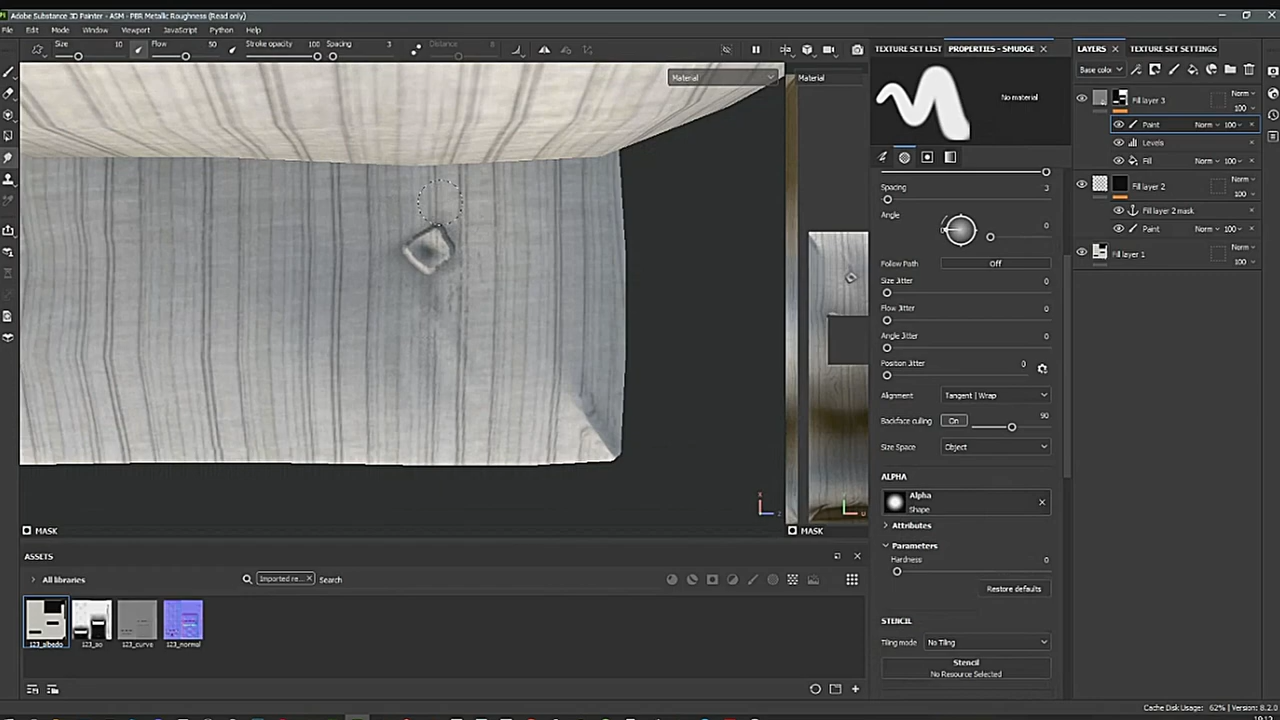 Adobe Substance 3D Painter - ASM - PBR Metallic Roughness (Read only)
File Edit Mode Window Viewport JavaScript Python Help
Size 10 Flow 50 Stroke opacity 100 Spacing 3 Distance 8
Material
Material
MASK
MASK
TEXTURE SET LIST PROPERTIES - SMUDGE
No material
Spacing 3
Angle 0
Follow Path Off
Size Jitter 0
Flow Jitter 0
Angle Jitter 0
Position Jitter 0
Alignment Tangent | Wrap
Backface culling On 90
Size Space Object
ALPHA
Alpha
Shape
Attributes
Parameters
Hardness 0
Restore defaults
STENCIL
Tiling mode No Tiling
Stencil
No Resource Selected
LAYERS TEXTURE SET SETTINGS
Base color
Fill layer 3 Norm 100
Paint Norm 100
Levels
Fill Norm 100
Fill layer 2 Norm 100
Fill layer 2 mask
Paint Norm 100
Fill layer 1 Norm 100
ASSETS
All libraries Imported re... Search
123_albedo 123_ao 123_curve 123_normal
Cache Disk Usage: 62% | Version: 8.2.0